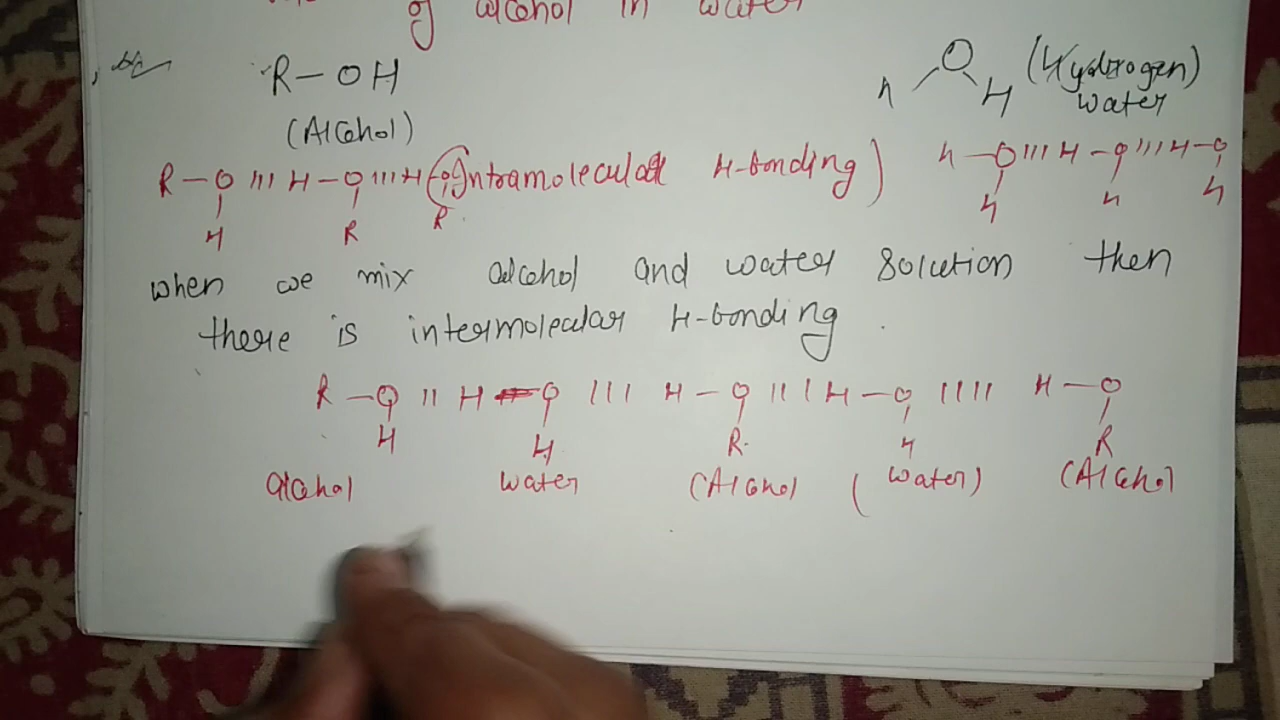 of alcohol in water
R–OH
O
H H (Hydrogen)
(Alcohol) water
R–O ||| H–O ||| H (O Intramolecular H-bonding) H–O ||| H–O ||| H–O
H R R H H H
when we mix alcohol and water solution then
there is intermolecular H-bonding .
R–O || H–O ||| H–O ||| H–O |||| H–O
H H R H R
alcohol water (Alcohol (water) (Alcohol